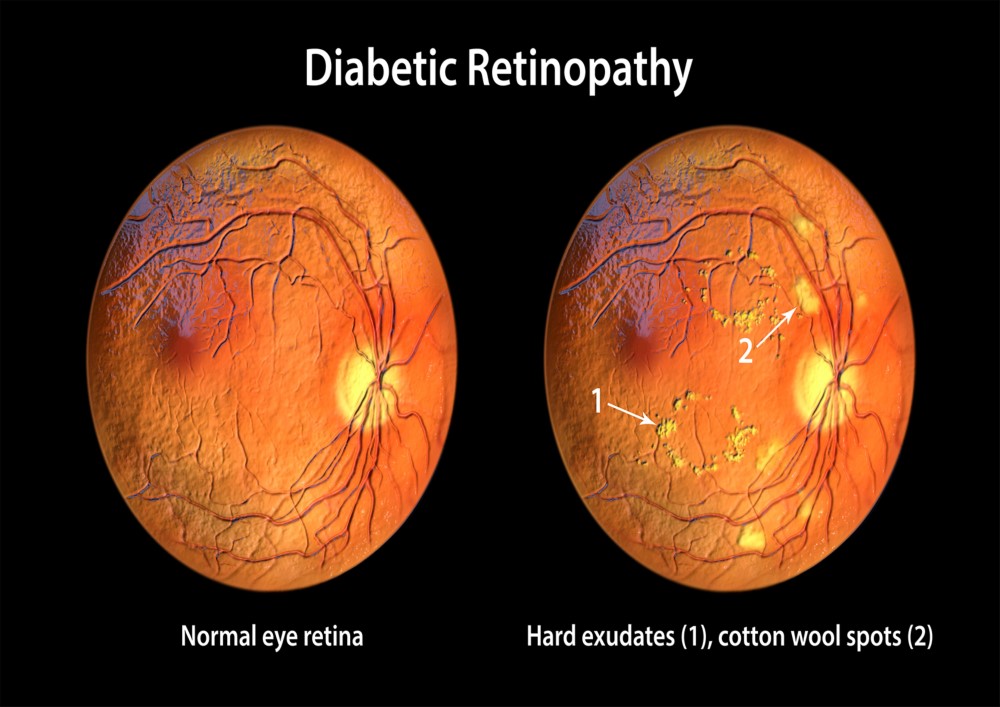 Diabetic Retinopathy
2
1
Normal eye retina
Hard exudates (1), cotton wool spots (2)